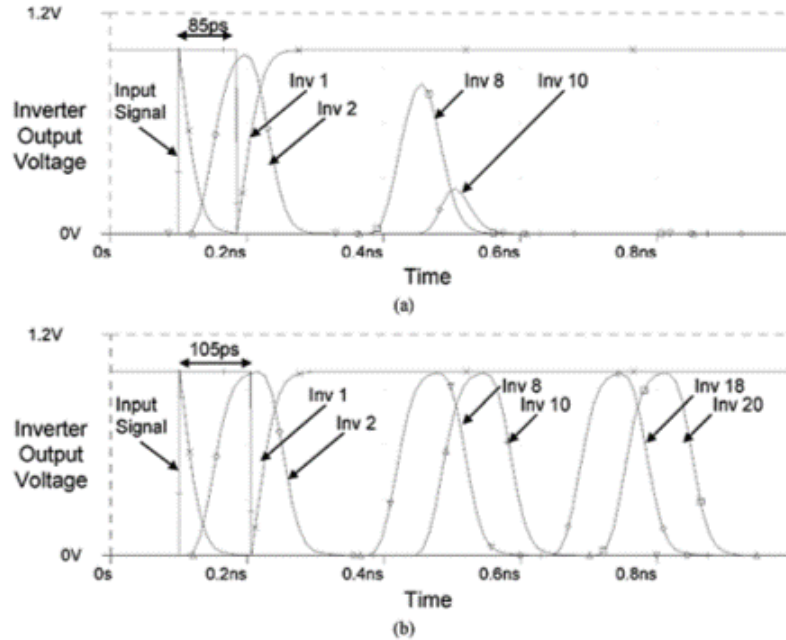 1.2V
85ps
Input
Signal
Inv 1
Inv 2
Inv 8
Inv 10
Inverter
Output
Voltage
0V
0s
0.2ns
0.4ns
0.6ns
0.8ns
Time
(a)
1.2V
105ps
Input
Signal
Inv 1
Inv 2
Inv 8
Inv 10
Inv 18
Inv 20
Inverter
Output
Voltage
0V
0s
0.2ns
0.4ns
0.6ns
0.8ns
Time
(b)